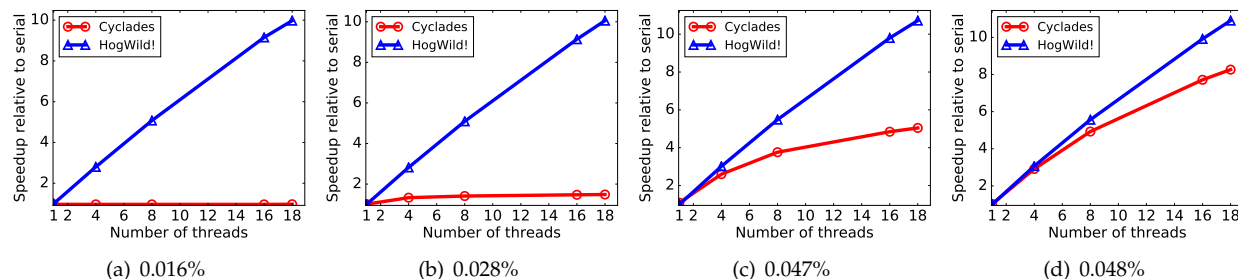 Speedup relative to serial
10
8
6
4
2
Cyclades
HogWild!
1 2 4 6 8 10 12 14 16 18
Number of threads
(a) 0.016%
Speedup relative to serial
10
8
6
4
2
Cyclades
HogWild!
1 2 4 6 8 10 12 14 16 18
Number of threads
(b) 0.028%
Speedup relative to serial
10
8
6
4
2
Cyclades
HogWild!
1 2 4 6 8 10 12 14 16 18
Number of threads
(c) 0.047%
Speedup relative to serial
10
8
6
4
2
Cyclades
HogWild!
1 2 4 6 8 10 12 14 16 18
Number of threads
(d) 0.048%